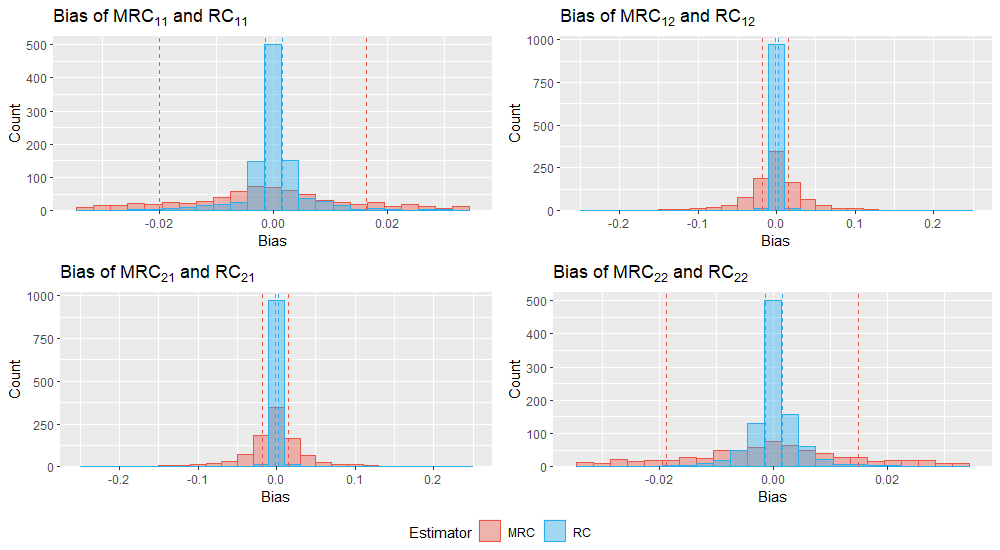 Bias of MRC₁₁ and RC₁₁
500
400
300
200
100
0
Count
-0.02
0.00
0.02
Bias
Bias of MRC₁₂ and RC₁₂
1000
750
500
250
0
Count
-0.2
-0.1
0.0
0.1
0.2
Bias
Bias of MRC₂₁ and RC₂₁
1000
750
500
250
0
Count
-0.2
-0.1
0.0
0.1
0.2
Bias
Bias of MRC₂₂ and RC₂₂
500
400
300
200
100
0
Count
-0.02
0.00
0.02
Bias
Estimator MRC RC